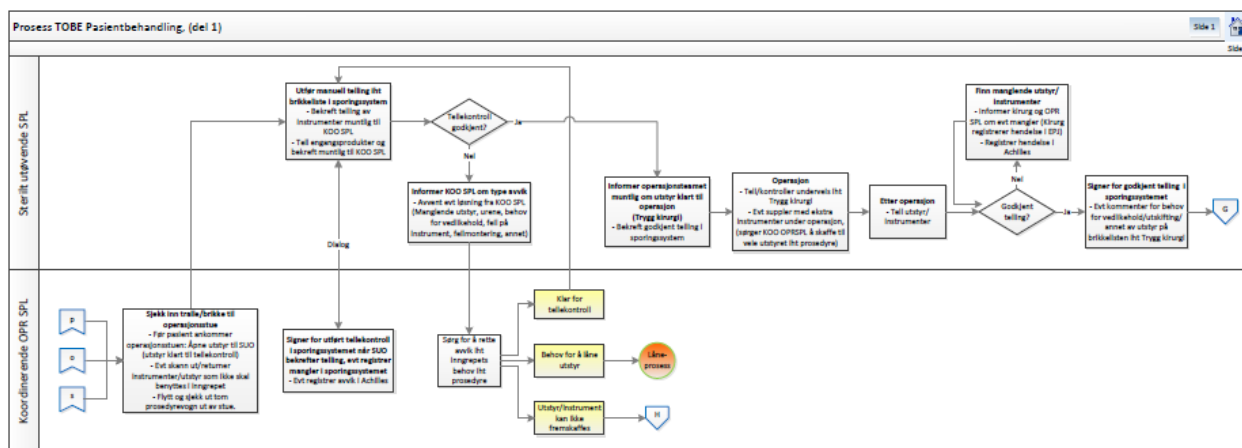 Prosess TOBE Pasientbehandling, (del 1)
Side 1
Side
Sterilt utøvende SPL
Utfør manuell telling iht
brikkeliste i sporingssystem
- Bekreft telling av
instrumenter muntlig til
KOO SPL
- Tell engangsprodukter og
bekreft muntlig til KOO SPL
Tellekontroll
godkjent?
Ja
Nei
Informer KOO SPL om type avvik
- Avvent evt løsning fra KOO SPL
(Manglende utstyr, urene, behov
for vedlikehold, feil på
instrument, feilmontering, annet)
Informer operasjonsteamet
muntlig om utstyr klart til
operasjon
(Trygg kirurgi)
- Bekreft godkjent telling i
sporingssystem
Operasjon
- Tell/kontroller underveis iht
Trygg kirurgi
- Evt suppler med ekstra
instrumenter under operasjon,
(sørger KOO OPRSPL å skaffe til
veie utstyret iht prosedyre)
Etter operasjon
- Tell utstyr/
instrumenter
Finn manglende utstyr/
instrumenter
- Informer kirurg og OPR
SPL om evt mangler (Kirurg
registrerer hendelse i EPJ)
- Registrer hendelse i
Achilles
Nei
Godkjent
telling?
Ja
Signer for godkjent telling i
sporingssystemet
- Evt kommenter for behov
for vedlikehold/utskifting/
annet av utstyr på
brikkelisten iht Trygg kirurgi
G
Dialog
Koordinerende OPR SPL
P
O
S
Sjekk inn tralle/brikke til
operasjonsstue
- Før pasient ankommer
operasjonsstuen: Åpne utstyr til SUO
(utstyr klart til tellekontroll)
- Evt skann ut/returner
instrumenter/utstyr som ikke skal
benyttes i inngrepet
- Flytt og sjekk ut tom
prosedyrevogn ut av stue.
Signer for utført tellekontroll
i sporingssystemet når SUO
bekrefter telling, evt registrer
mangler i sporingssystemet
- Evt registrer avvik i Achilles
Sørg for å rette
avvik iht
inngrepets
behov iht
prosedyre
Klar for
tellekontroll
Behov for å låne
utstyr
Låne-
prosess
Utstyr/instrument
kan ikke
fremskaffes
H